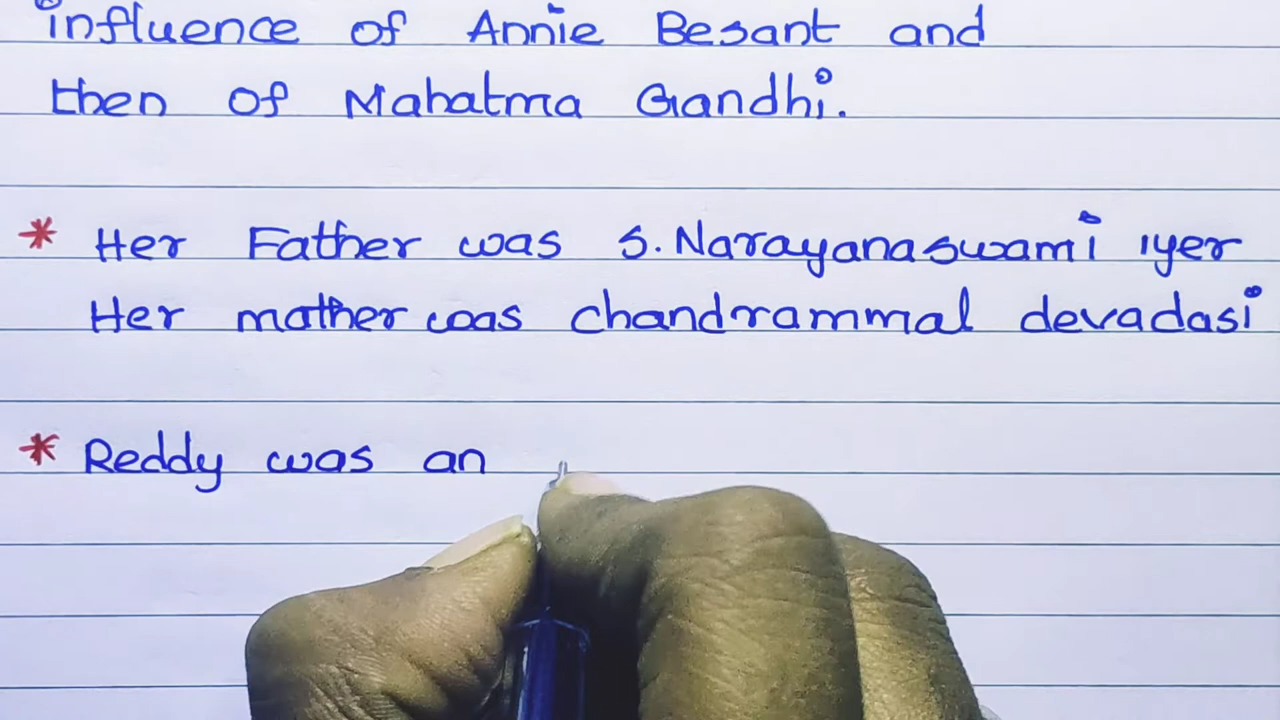 influence of Annie Besant and
then of Mahatma Gandhi.
* Her Father was S. Narayanaswami iyer
Her mather was chandrammal devadasi
* Reddy was an